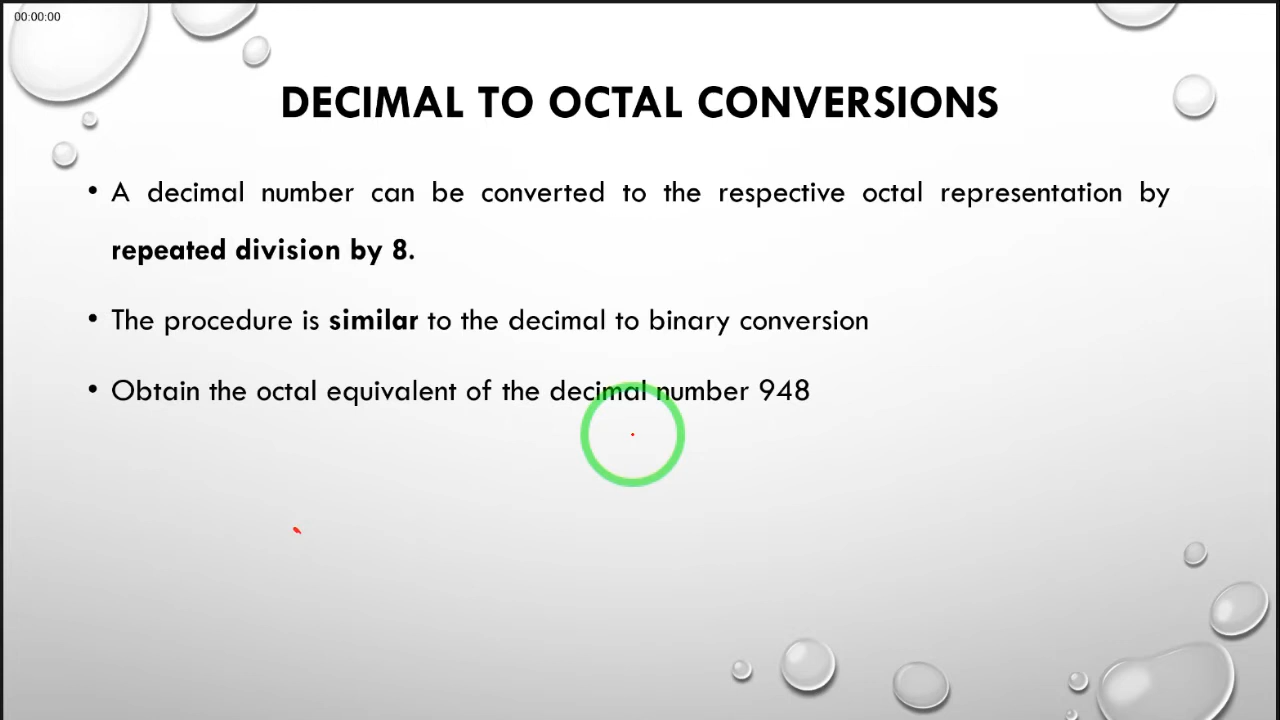 00:00:00
DECIMAL TO OCTAL CONVERSIONS
• A decimal number can be converted to the respective octal representation by
repeated division by 8.
• The procedure is similar to the decimal to binary conversion
• Obtain the octal equivalent of the decimal number 948